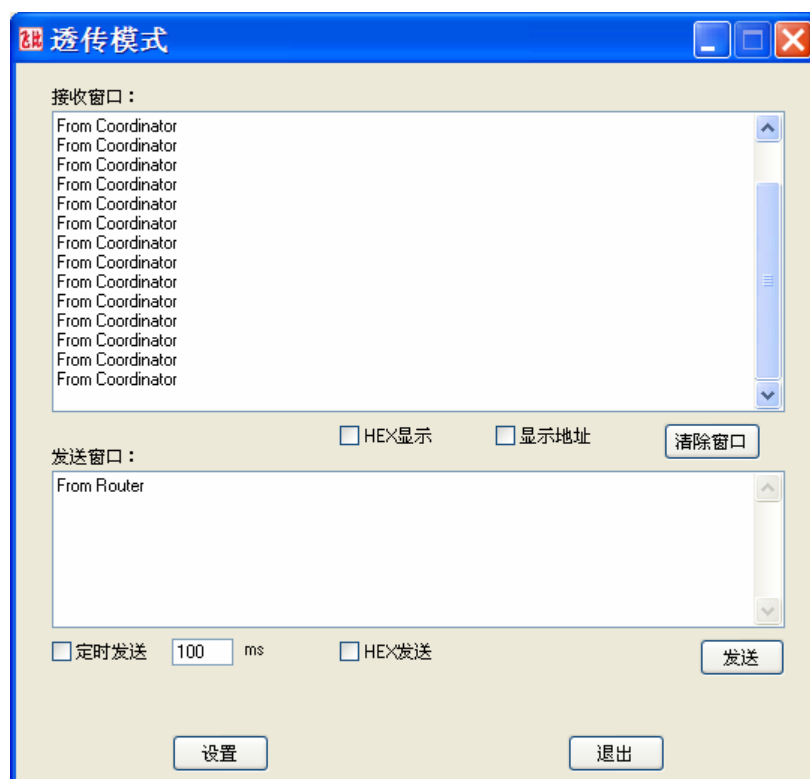 飞比 透传模式
接收窗口：
From Coordinator
From Coordinator
From Coordinator
From Coordinator
From Coordinator
From Coordinator
From Coordinator
From Coordinator
From Coordinator
From Coordinator
From Coordinator
From Coordinator
From Coordinator
From Coordinator
HEX显示 显示地址 清除窗口
发送窗口：
From Router
定时发送 100 ms HEX发送 发送
设置 退出